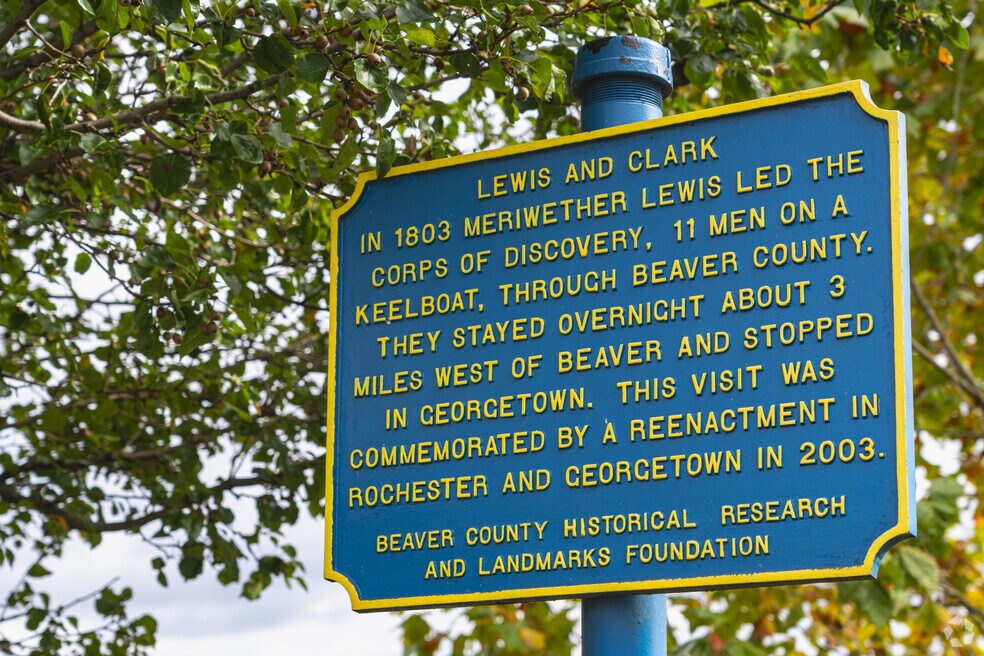 LEWIS AND CLARK
IN 1803 MERIWETHER LEWIS LED THE
CORPS OF DISCOVERY, 11 MEN ON A
KEELBOAT, THROUGH BEAVER COUNTY.
THEY STAYED OVERNIGHT ABOUT 3
MILES WEST OF BEAVER AND STOPPED
IN GEORGETOWN. THIS VISIT WAS
COMMEMORATED BY A REENACTMENT IN
ROCHESTER AND GEORGETOWN IN 2003.
BEAVER COUNTY HISTORICAL RESEARCH
AND LANDMARKS FOUNDATION